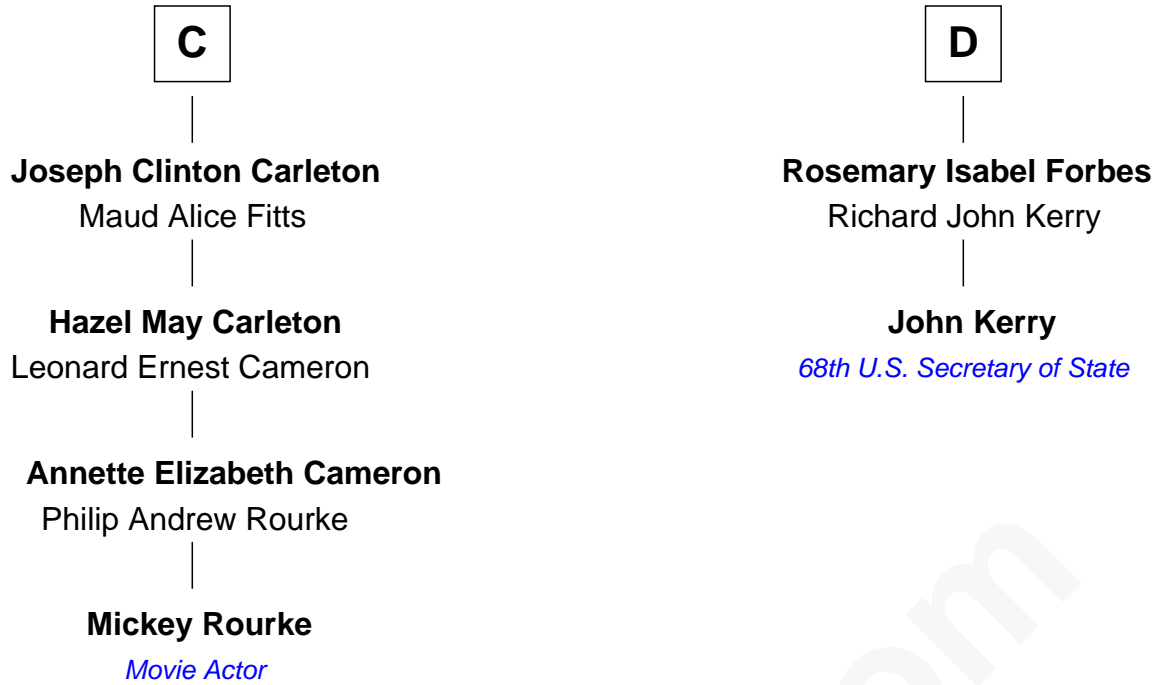 C
Joseph Clinton Carleton
Maud Alice Fitts
Hazel May Carleton
Leonard Ernest Cameron
Annette Elizabeth Cameron
Philip Andrew Rourke
Mickey Rourke
Movie Actor
D
Rosemary Isabel Forbes
Richard John Kerry
John Kerry
68th U.S. Secretary of State
om